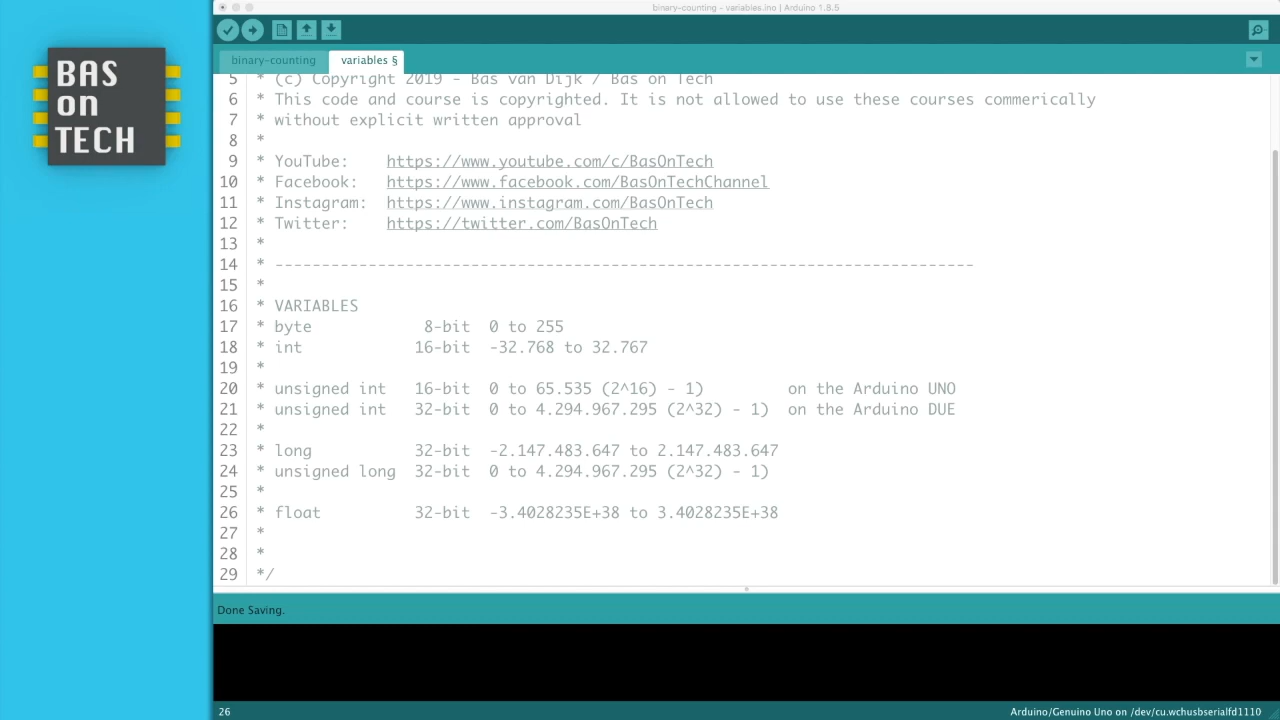 BAS
on
TECH
binary-counting - variables.ino | Arduino 1.8.5
binary-counting
variables §
5 * (c) Copyright 2019 - Bas van Dijk / Bas on Tech
6 * This code and course is copyrighted. It is not allowed to use these courses commerically
7 * without explicit written approval
8 *
9 * YouTube: https://www.youtube.com/c/BasOnTech
10 * Facebook: https://www.facebook.com/BasOnTechChannel
11 * Instagram: https://www.instagram.com/BasOnTech
12 * Twitter: https://twitter.com/BasOnTech
13 *
14 * ---------------------------------------------------------------------------
15 *
16 * VARIABLES
17 * byte 8-bit 0 to 255
18 * int 16-bit -32.768 to 32.767
19 *
20 * unsigned int 16-bit 0 to 65.535 (2^16) - 1) on the Arduino UNO
21 * unsigned int 32-bit 0 to 4.294.967.295 (2^32) - 1) on the Arduino DUE
22 *
23 * long 32-bit -2.147.483.647 to 2.147.483.647
24 * unsigned long 32-bit 0 to 4.294.967.295 (2^32) - 1)
25 *
26 * float 32-bit -3.4028235E+38 to 3.4028235E+38
27 *
28 *
29 */
Done Saving.
26
Arduino/Genuino Uno on /dev/cu.wchusbserialfd1110